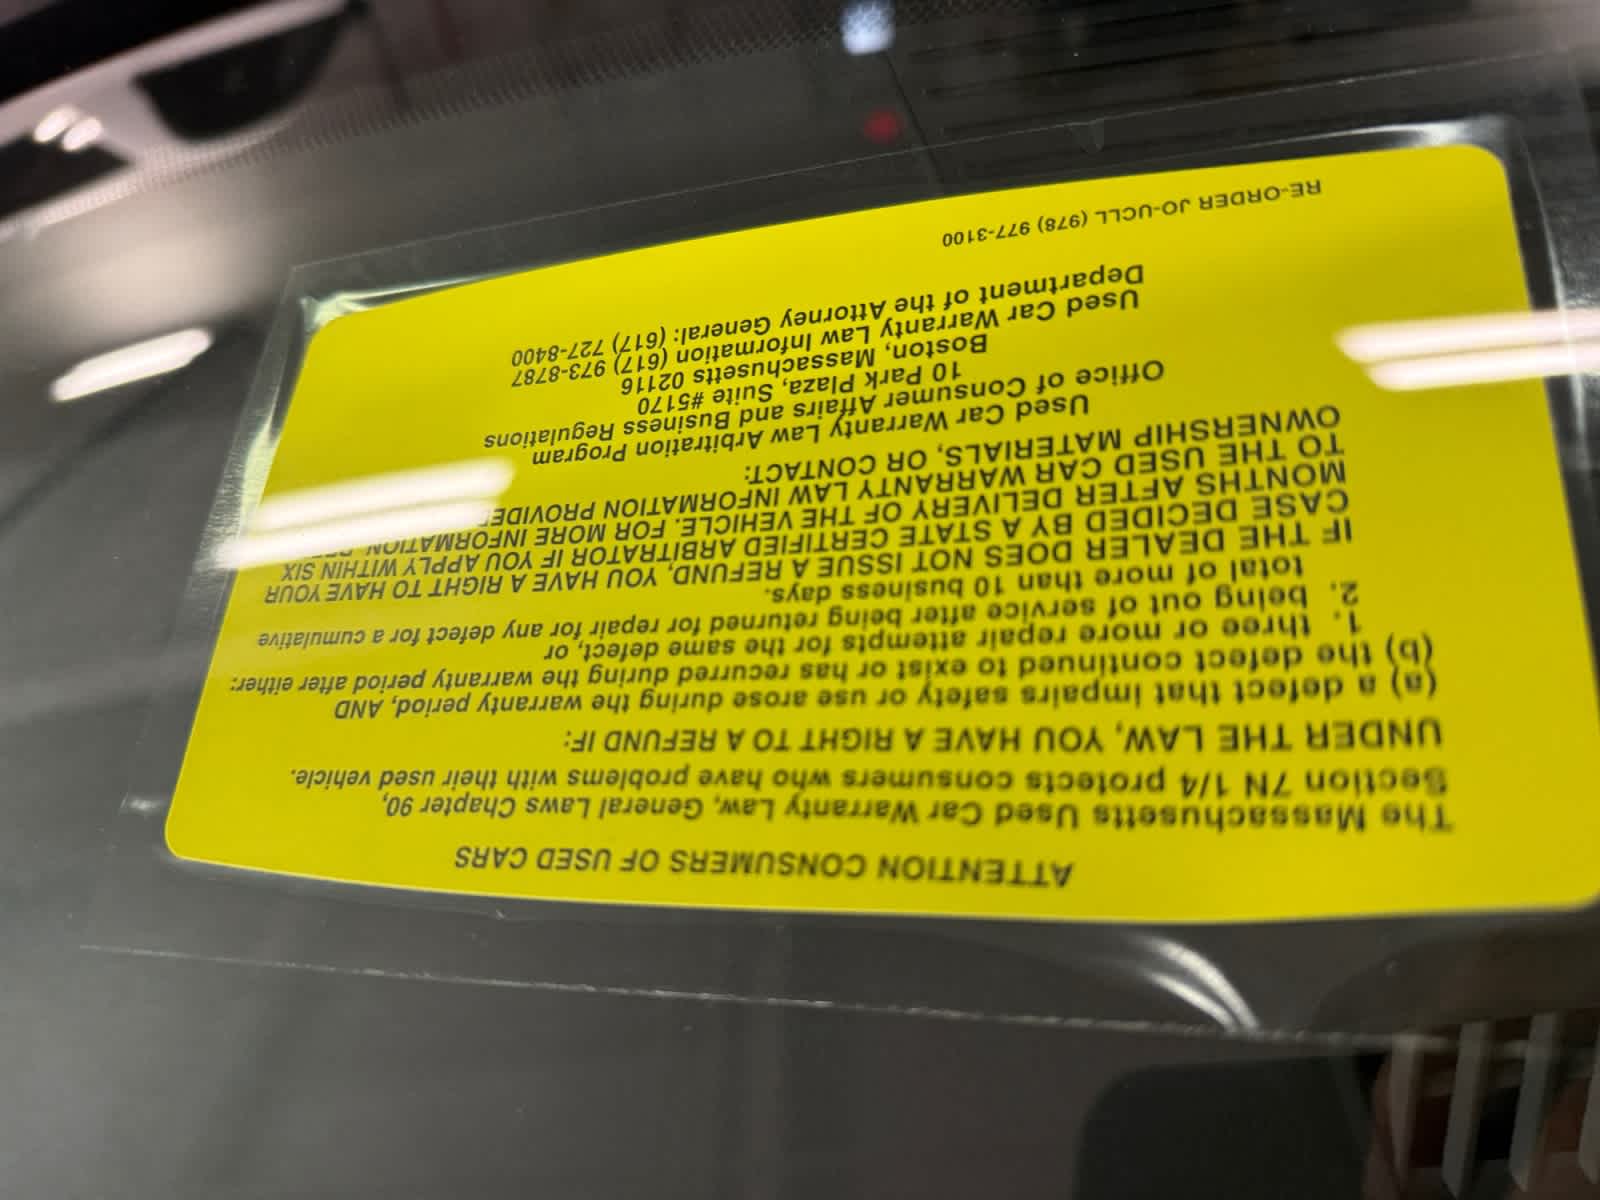 ATTENTION CONSUMERS OF USED CARS
The Massachusetts Used Car Warranty Law, General Laws Chapter 90,
Section 7N 1/4 protects consumers who have problems with their used vehicle.
UNDER THE LAW, YOU HAVE A RIGHT TO A REFUND IF:
(a) a defect that impairs safety or use arose during the warranty period, AND
(b) the defect continued to exist or has recurred during the warranty period after either:
1. three or more repair attempts for the same defect, or
2. being out of service after being returned for repair for any defect for a cumulative
total of more than 10 business days.
IF THE DEALER DOES NOT ISSUE A REFUND, YOU HAVE A RIGHT TO HAVE YOUR
CASE DECIDED BY A STATE CERTIFIED ARBITRATOR IF YOU APPLY WITHIN SIX
MONTHS AFTER DELIVERY OF THE VEHICLE. FOR MORE INFORMATION,
TO THE USED CAR WARRANTY LAW INFORMATION PROVIDED
OWNERSHIP MATERIALS, OR CONTACT:
Used Car Warranty Law Arbitration Program
Office of Consumer Affairs and Business Regulations
10 Park Plaza, Suite #5170
Boston, Massachusetts 02116
Used Car Warranty Law Information (617) 973-8787
Department of the Attorney General: (617) 727-8400
RE-ORDER JO-UCLL (978) 977-3100